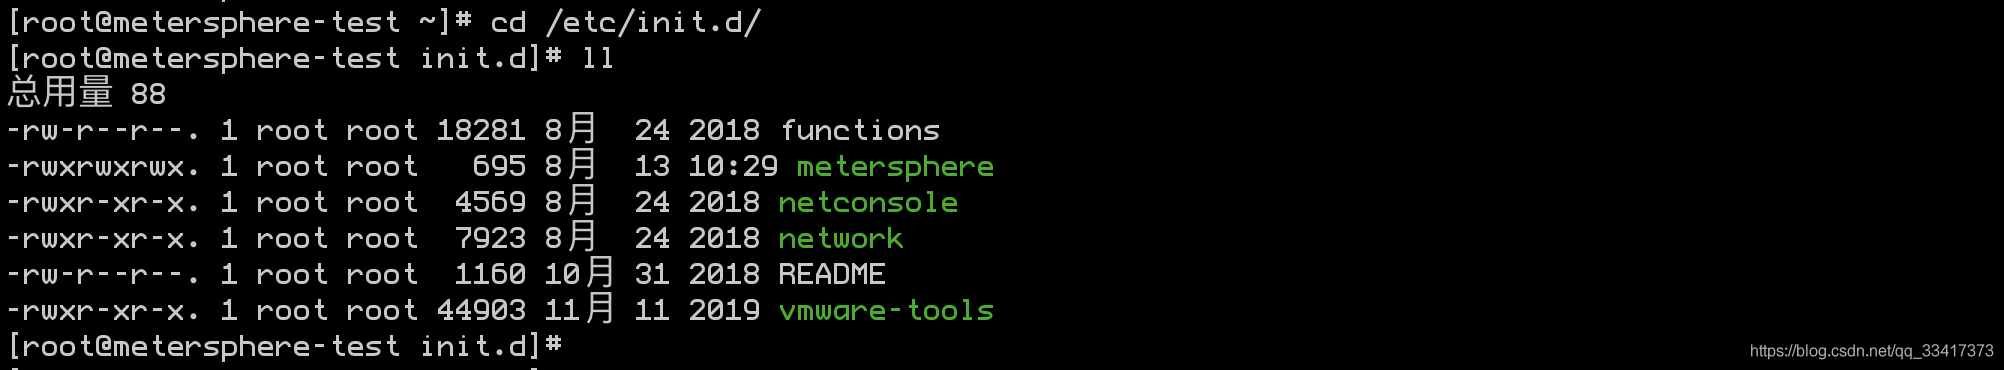 [root@metersphere-test ~]# cd /etc/init.d/
[root@metersphere-test init.d]# ll
总用量 88
-rw-r--r--. 1 root root 18281 8月  24 2018 functions
-rwxrwxrwx. 1 root root   695 8月  13 10:29 metersphere
-rwxr-xr-x. 1 root root  4569 8月  24 2018 netconsole
-rwxr-xr-x. 1 root root  7923 8月  24 2018 network
-rw-r--r--. 1 root root  1160 10月 31 2018 README
-rwxr-xr-x. 1 root root 44903 11月 11 2019 vmware-tools
[root@metersphere-test init.d]#
https://blog.csdn.net/qq_33417373